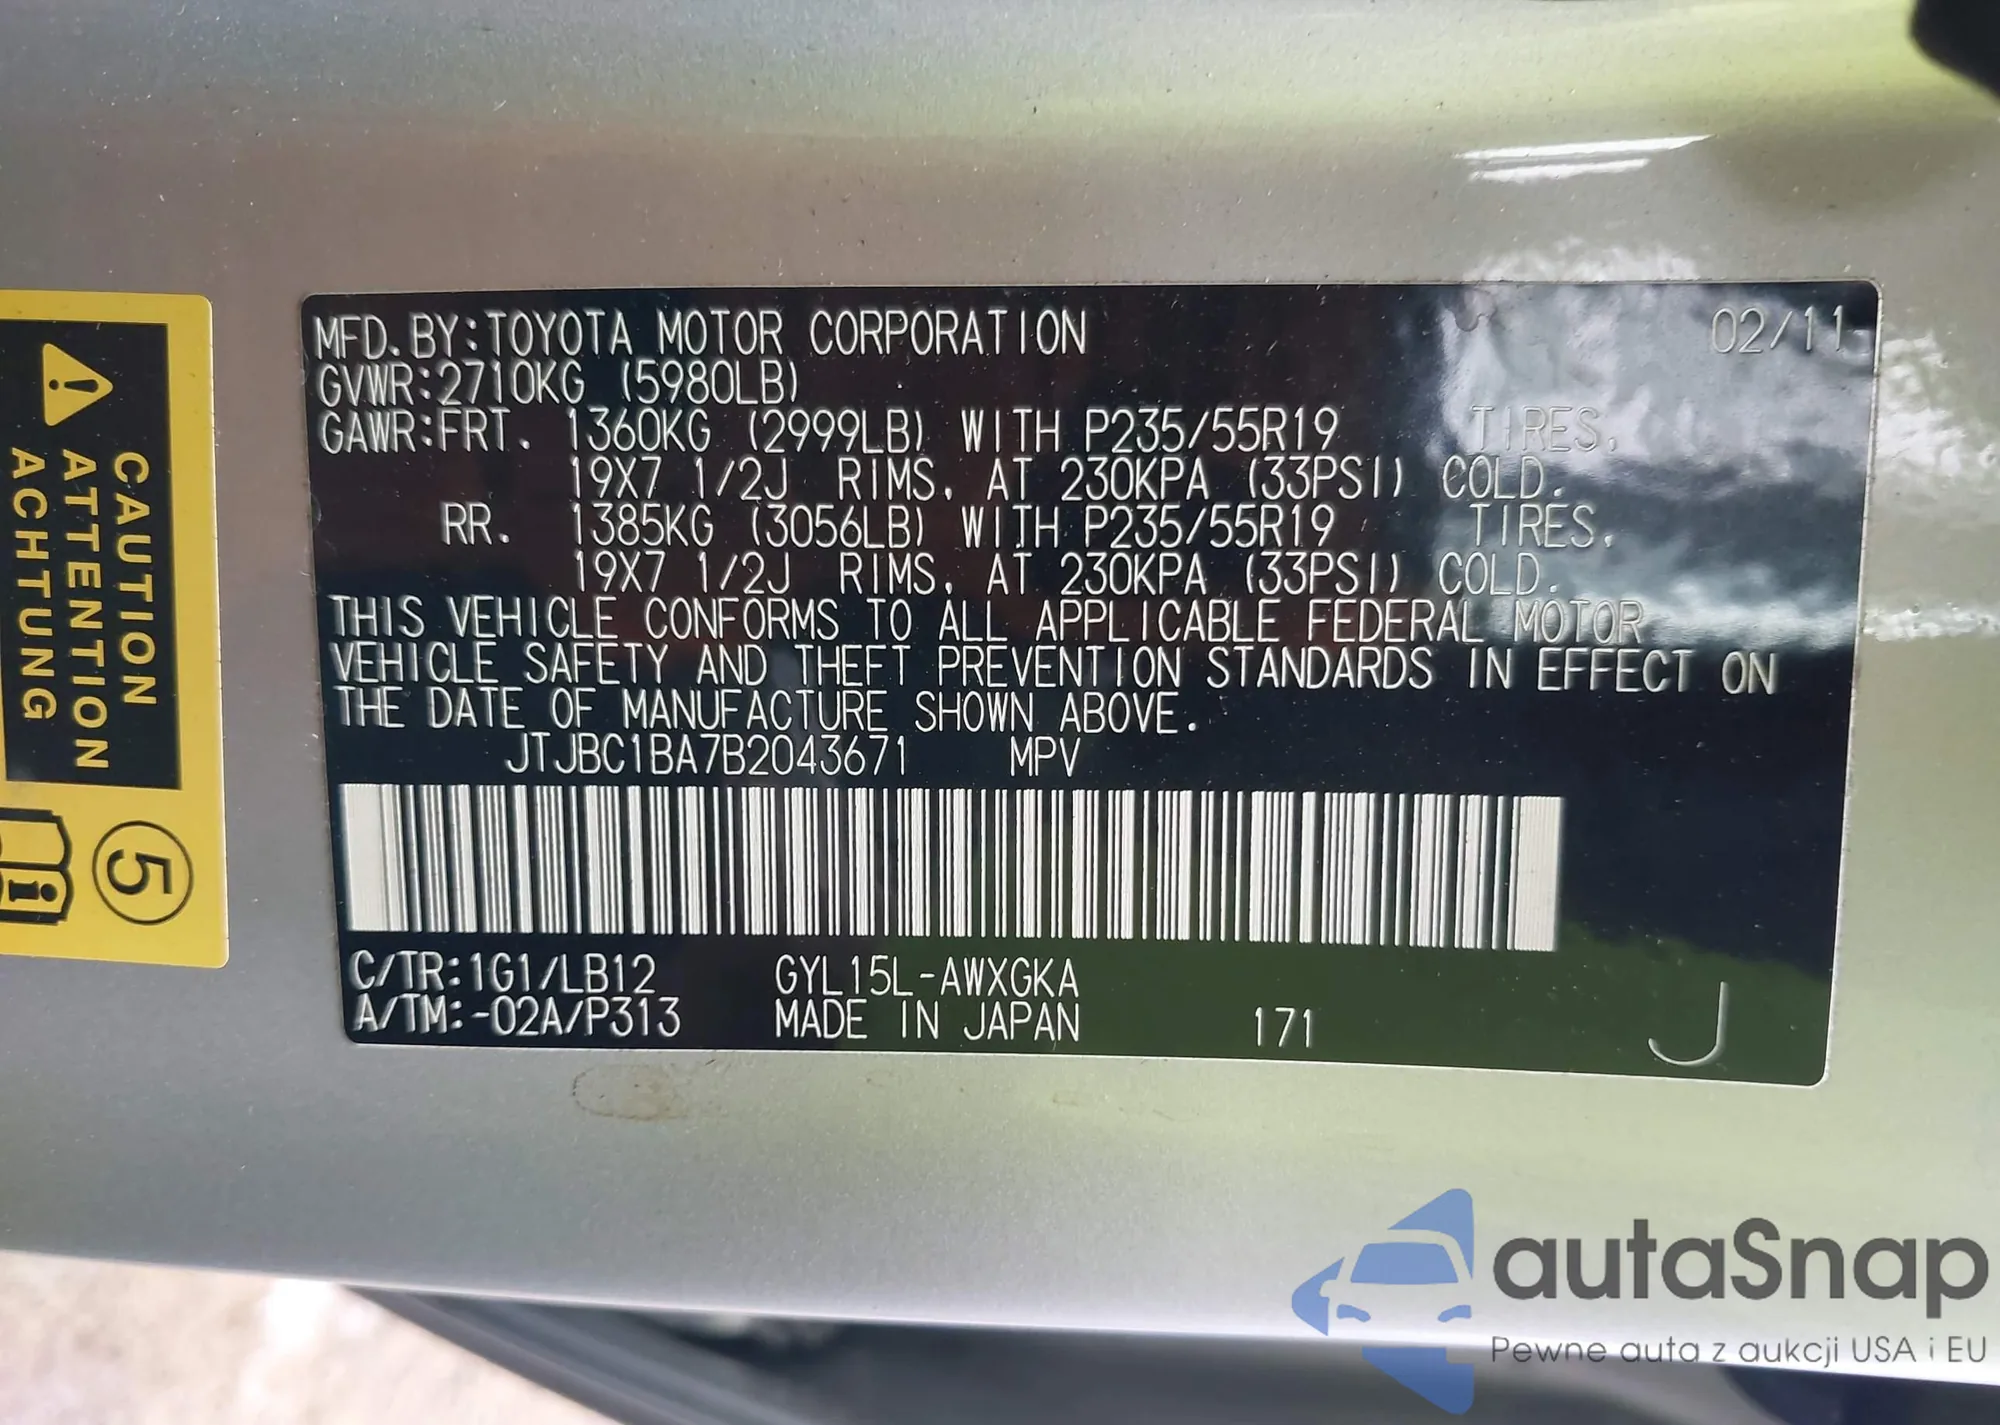 MFD. BY:TOYOTA MOTOR CORPORATION 02/11
GVWR:2710KG (5980LB)
GAWR:FRT. 1360KG (2999LB) WITH P235/55R19 TIRES,
19X7 1/2J RIMS, AT 230KPA (33PSI) COLD.
RR. 1385KG (3056LB) WITH P235/55R19 TIRES,
19X7 1/2J RIMS, AT 230KPA (33PSI) COLD.
THIS VEHICLE CONFORMS TO ALL APPLICABLE FEDERAL MOTOR
VEHICLE SAFETY AND THEFT PREVENTION STANDARDS IN EFFECT ON
THE DATE OF MANUFACTURE SHOWN ABOVE.
JTJBC1BA7B2043671 MPV
C/TR:1G1/LB12 GYL15L-AWXGKA
A/TM:-02A/P313 MADE IN JAPAN 171 J
CAUTION
ATTENTION
ACHTUNG
5
i
autaSnap
Pewne auta z aukcji USA i EU